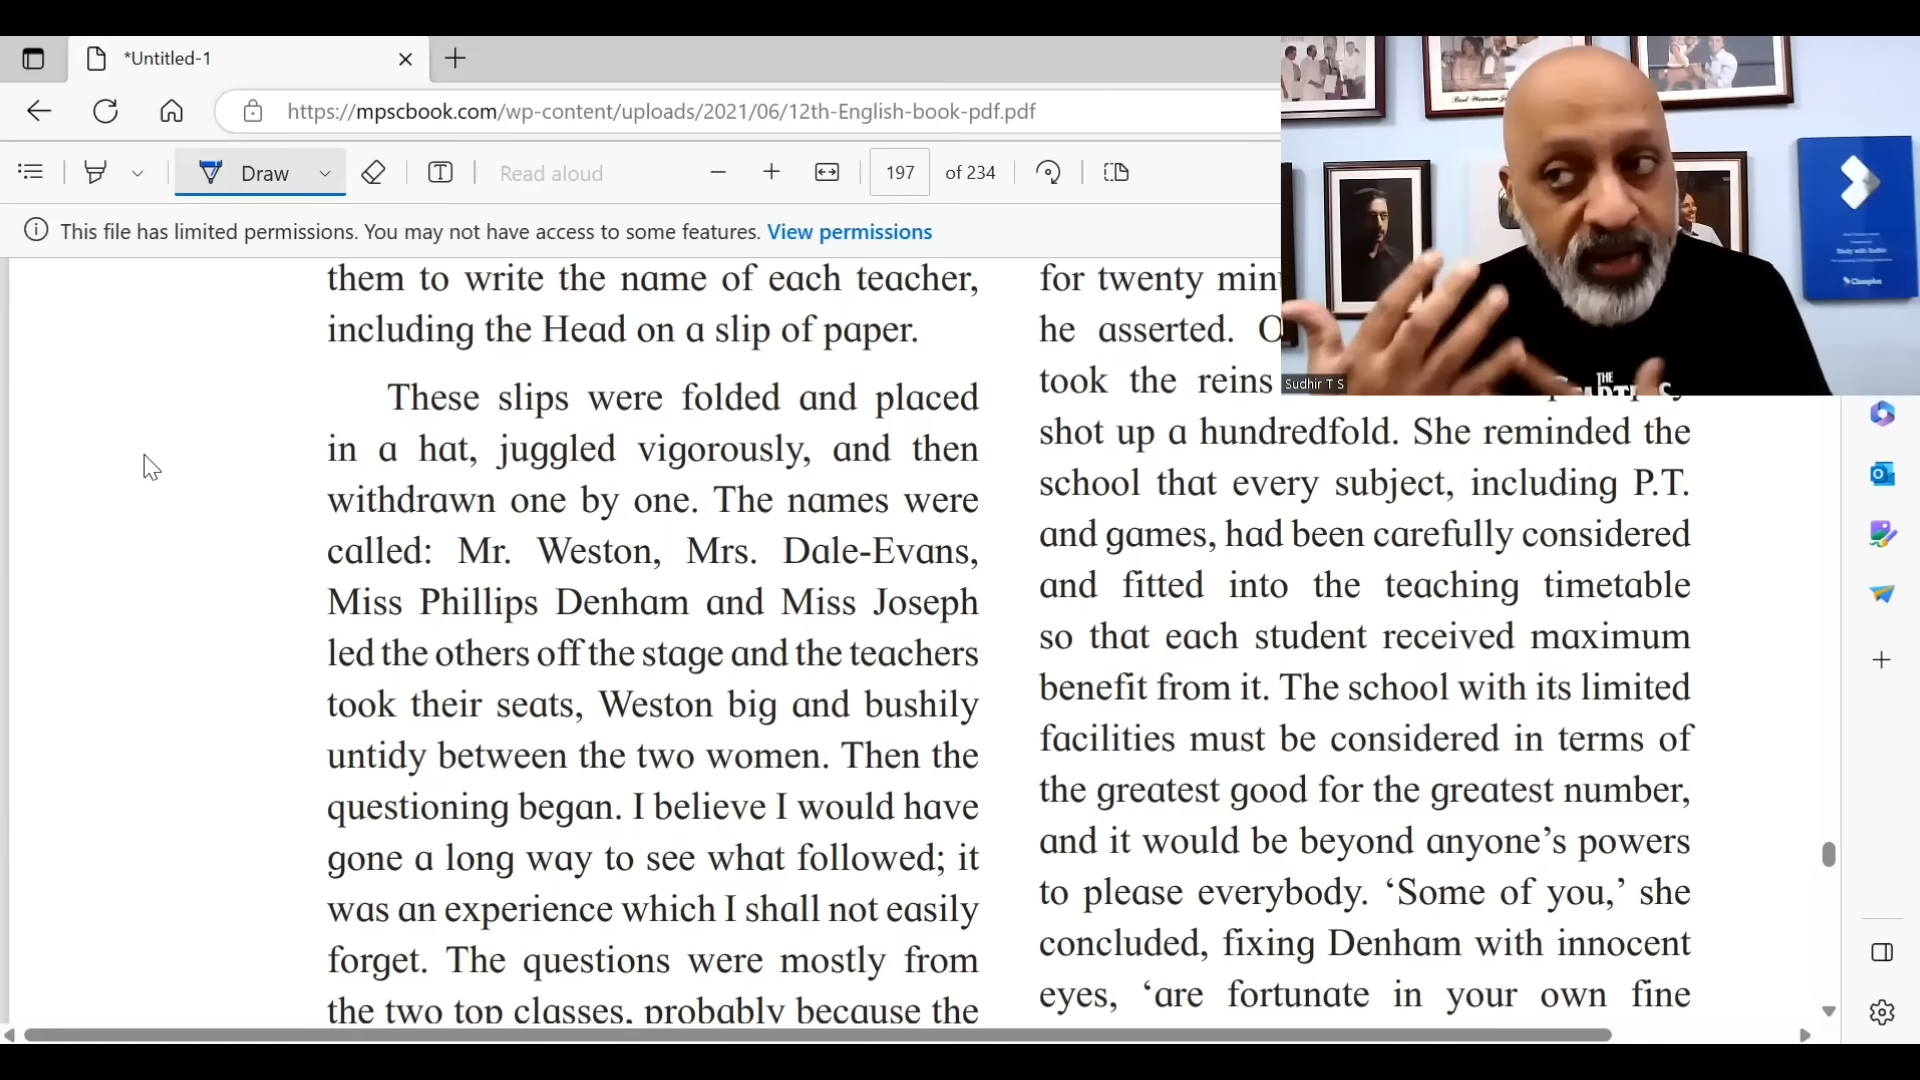 *Untitled-1
https://mpscbook.com/wp-content/uploads/2021/06/12th-English-book-pdf.pdf
Draw
Read aloud
197 of 234
This file has limited permissions. You may not have access to some features. View permissions
them to write the name of each teacher,
including the Head on a slip of paper.
These slips were folded and placed
in a hat, juggled vigorously, and then
withdrawn one by one. The names were
called: Mr. Weston, Mrs. Dale-Evans,
Miss Phillips Denham and Miss Joseph
led the others off the stage and the teachers
took their seats, Weston big and bushily
untidy between the two women. Then the
questioning began. I believe I would have
gone a long way to see what followed; it
was an experience which I shall not easily
forget. The questions were mostly from
the two top classes, probably because the
for twenty
he asserted.
took the reins
shot up a hundredfold. She reminded the
school that every subject, including P.T.
and games, had been carefully considered
and fitted into the teaching timetable
so that each student received maximum
benefit from it. The school with its limited
facilities must be considered in terms of
the greatest good for the greatest number,
and it would be beyond anyone’s powers
to please everybody. ‘Some of you,’ she
concluded, fixing Denham with innocent
eyes, ‘are fortunate in your own fine
Sudhir T S
THE